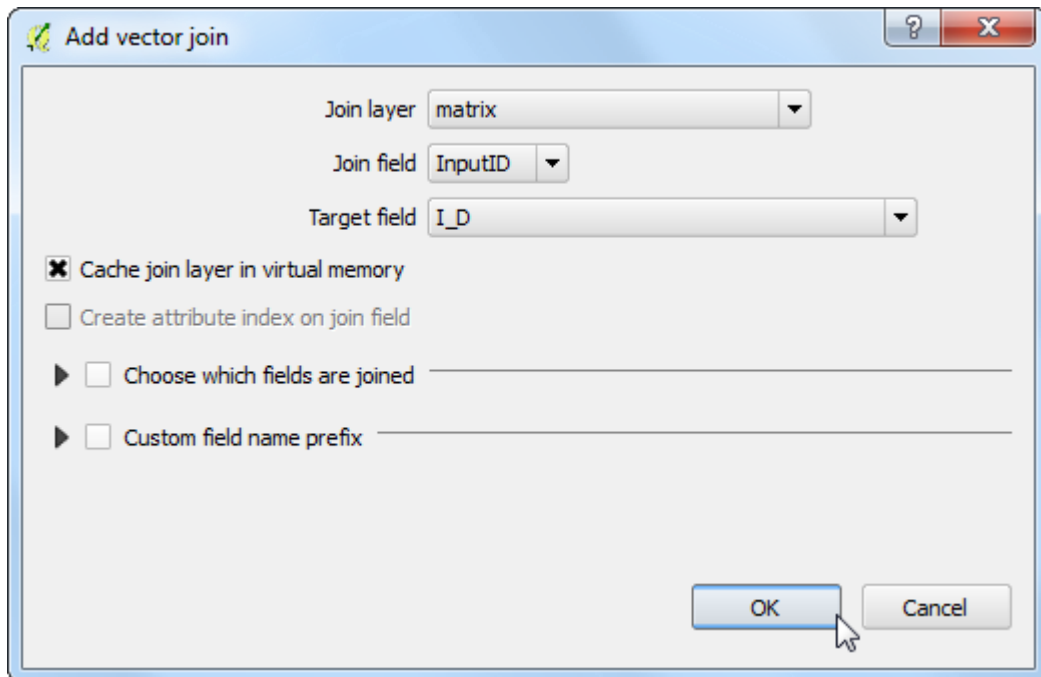 Add vector join
Join layer matrix
Join field InputID
Target field I_D
Cache join layer in virtual memory
Create attribute index on join field
Choose which fields are joined
Custom field name prefix
OK Cancel